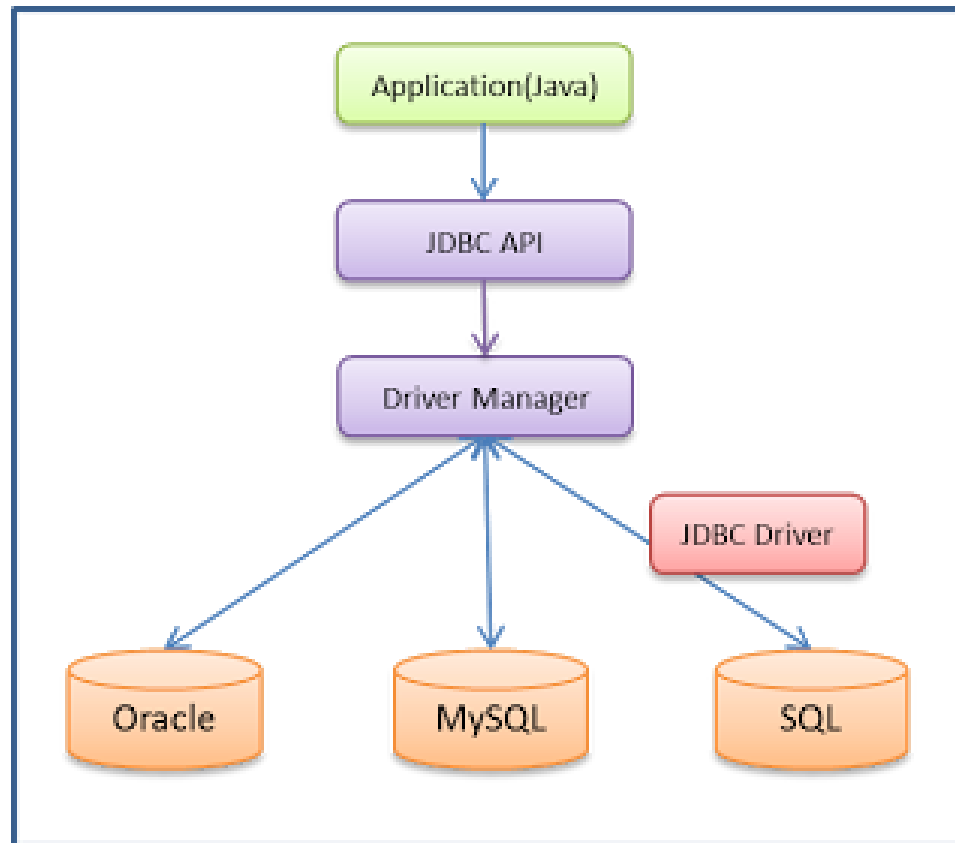 Application(Java)
JDBC API
Driver Manager
JDBC Driver
Oracle
MySQL
SQL